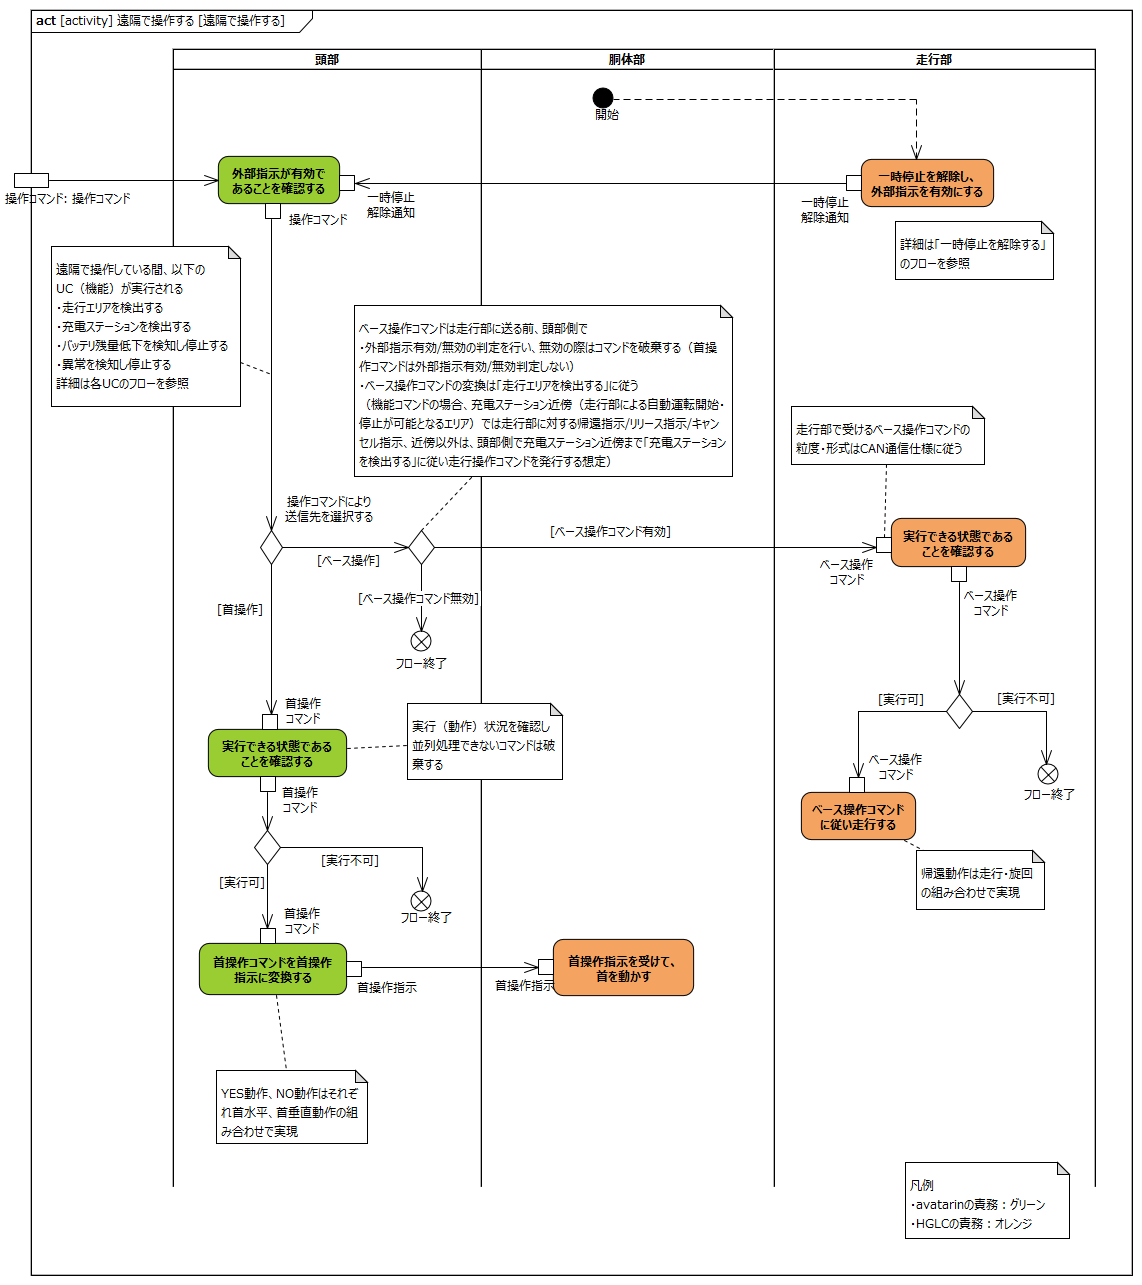 act [activity] 遠隔で操作する [遠隔で操作する]
頭部
胴体部
走行部
開始
外部指示が有効で
あることを確認する
一時停止を解除し、
外部指示を有効にする
操作コマンド: 操作コマンド
操作コマンド
一時停止
解除通知
一時停止
解除通知
詳細は「一時停止を解除する」
のフローを参照
遠隔で操作している間、以下の
UC（機能）が実行される
・走行エリアを検出する
・充電ステーションを検出する
・バッテリ残量低下を検知し停止する
・異常を検知し停止する
詳細は各UCのフローを参照
ベース操作コマンドは走行部に送る前、頭部側で
・外部指示有効/無効の判定を行い、無効の際はコマンドを破棄する（首操
作コマンドは外部指示有効/無効判定しない）
・ベース操作コマンドの変換は「走行エリアを検出する」に従う
（機能コマンドの場合、充電ステーション近傍（走行部による自動運転開始・
停止が可能となるエリア）では走行部に対する帰還指示/リリース指示/キャン
セル指示、近傍以外は、頭部側で充電ステーション近傍まで「充電ステーション
を検出する」に従い走行操作コマンドを発行する想定）
走行部で受けるベース操作コマンドの
粒度・形式はCAN通信仕様に従う
操作コマンドにより
送信先を選択する
[ベース操作]
[ベース操作コマンド有効]
ベース操作
コマンド
実行できる状態である
ことを確認する
ベース操作
コマンド
[首操作]
[ベース操作コマンド無効]
フロー終了
[実行可]
[実行不可]
首操作
コマンド
実行（動作）状況を確認し
並列処理できないコマンドは破
棄する
実行できる状態である
ことを確認する
ベース操作
コマンド
フロー終了
首操作
コマンド
ベース操作コマンド
に従い走行する
[実行不可]
[実行可]
帰還動作は走行・旋回
の組み合わせで実現
首操作
コマンド
フロー終了
首操作コマンドを首操作
指示に変換する
首操作指示を受けて、
首を動かす
首操作指示
首操作指示
YES動作、NO動作はそれぞ
れ首水平、首垂直動作の組
み合わせで実現
凡例
・avatarinの責務：グリーン
・HGLCの責務：オレンジ